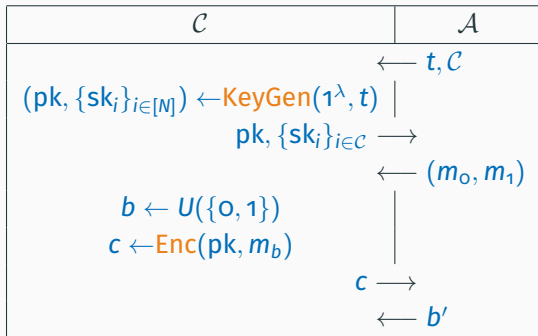 𝒞 𝒜
⟵ t, 𝒞
(pk, {sk_i}_{i∈[N]}) ←KeyGen(1^λ, t)
pk, {sk_i}_{i∈𝒞} ⟶
⟵ (m_0, m_1)
b ← U({0, 1})
c ←Enc(pk, m_b)
c ⟶
⟵ b′